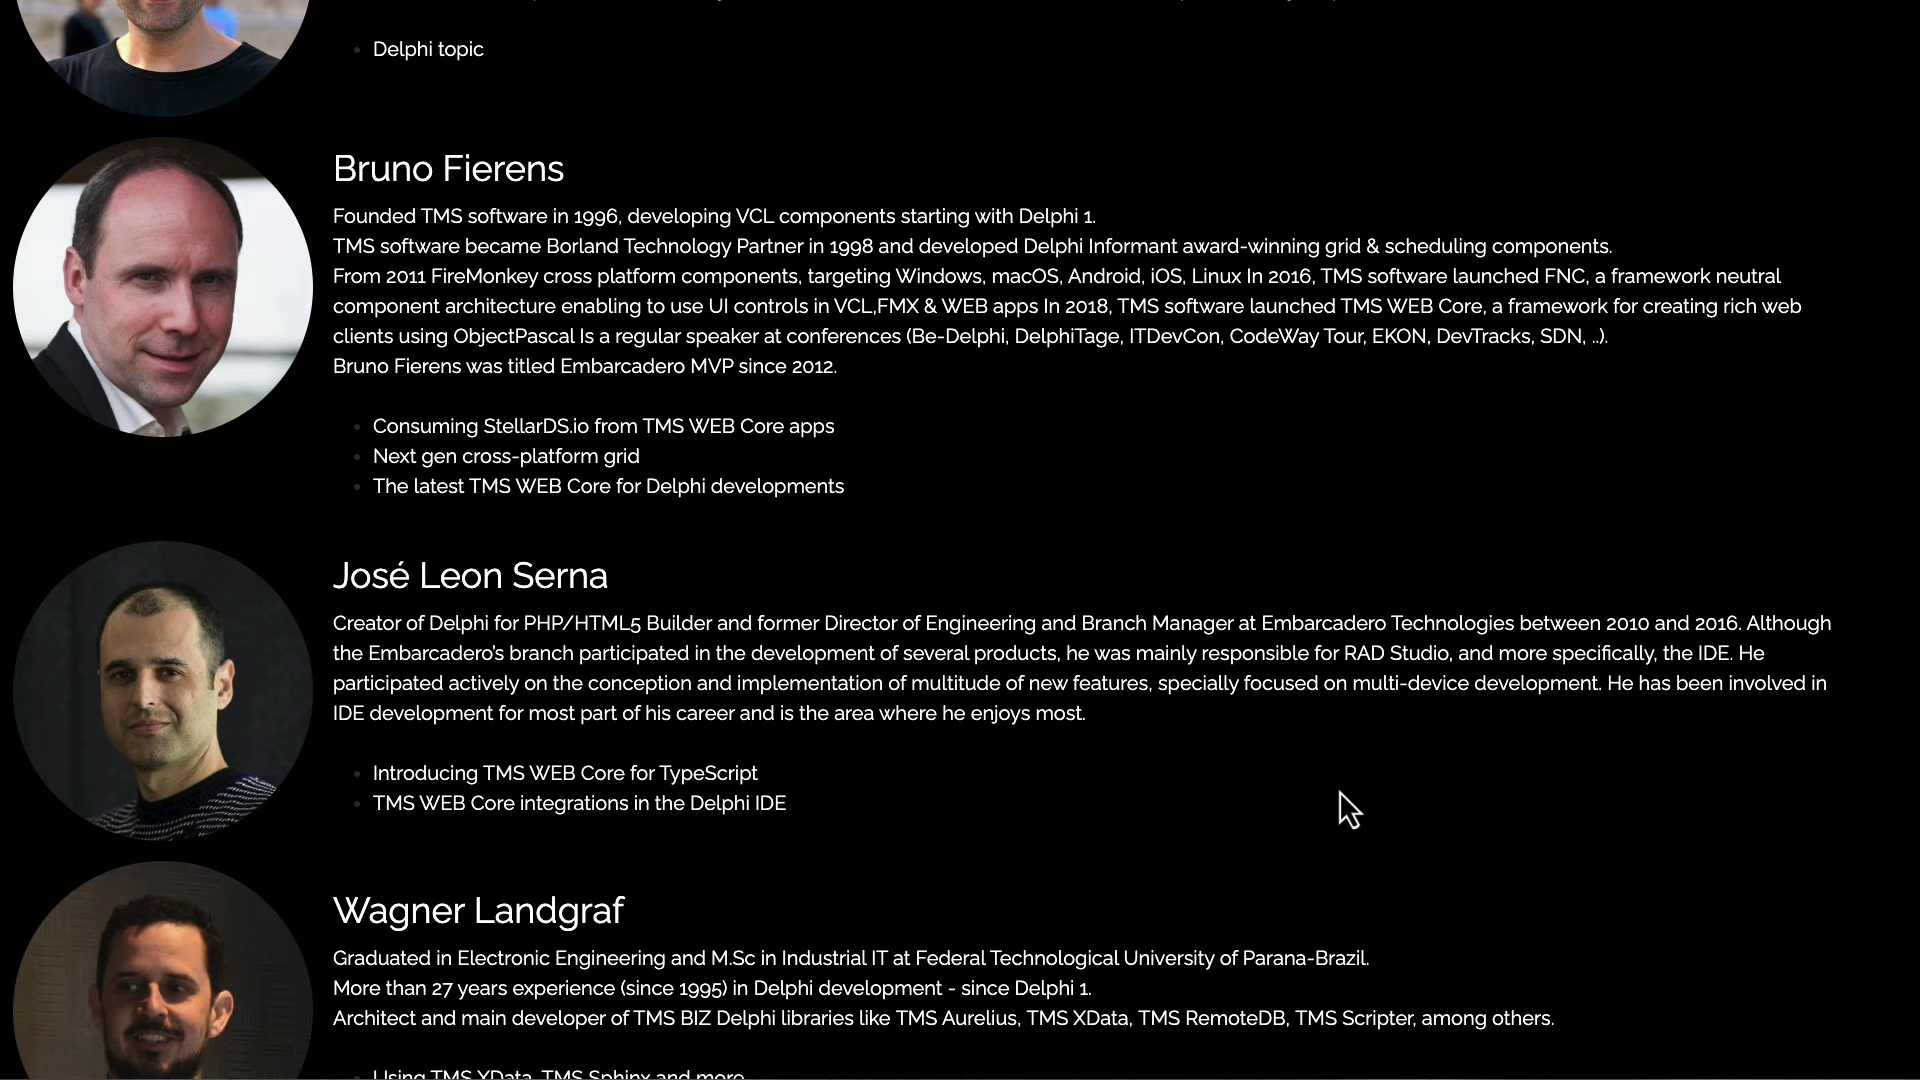 Delphi topic
Bruno Fierens
Founded TMS software in 1996, developing VCL components starting with Delphi 1.
TMS software became Borland Technology Partner in 1998 and developed Delphi Informant award-winning grid & scheduling components.
From 2011 FireMonkey cross platform components, targeting Windows, macOS, Android, iOS, Linux In 2016, TMS software launched FNC, a framework neutral
component architecture enabling to use UI controls in VCL,FMX & WEB apps In 2018, TMS software launched TMS WEB Core, a framework for creating rich web
clients using ObjectPascal Is a regular speaker at conferences (Be-Delphi, DelphiTage, ITDevCon, CodeWay Tour, EKON, DevTracks, SDN, ..).
Bruno Fierens was titled Embarcadero MVP since 2012.
Consuming StellarDS.io from TMS WEB Core apps
Next gen cross-platform grid
The latest TMS WEB Core for Delphi developments
José Leon Serna
Creator of Delphi for PHP/HTML5 Builder and former Director of Engineering and Branch Manager at Embarcadero Technologies between 2010 and 2016. Although
the Embarcadero's branch participated in the development of several products, he was mainly responsible for RAD Studio, and more specifically, the IDE. He
participated actively on the conception and implementation of multitude of new features, specially focused on multi-device development. He has been involved in
IDE development for most part of his career and is the area where he enjoys most.
Introducing TMS WEB Core for TypeScript
TMS WEB Core integrations in the Delphi IDE
Wagner Landgraf
Graduated in Electronic Engineering and M.Sc in Industrial IT at Federal Technological University of Parana-Brazil.
More than 27 years experience (since 1995) in Delphi development - since Delphi 1.
Architect and main developer of TMS BIZ Delphi libraries like TMS Aurelius, TMS XData, TMS RemoteDB, TMS Scripter, among others.
Using TMS XData, TMS Sphinx and more